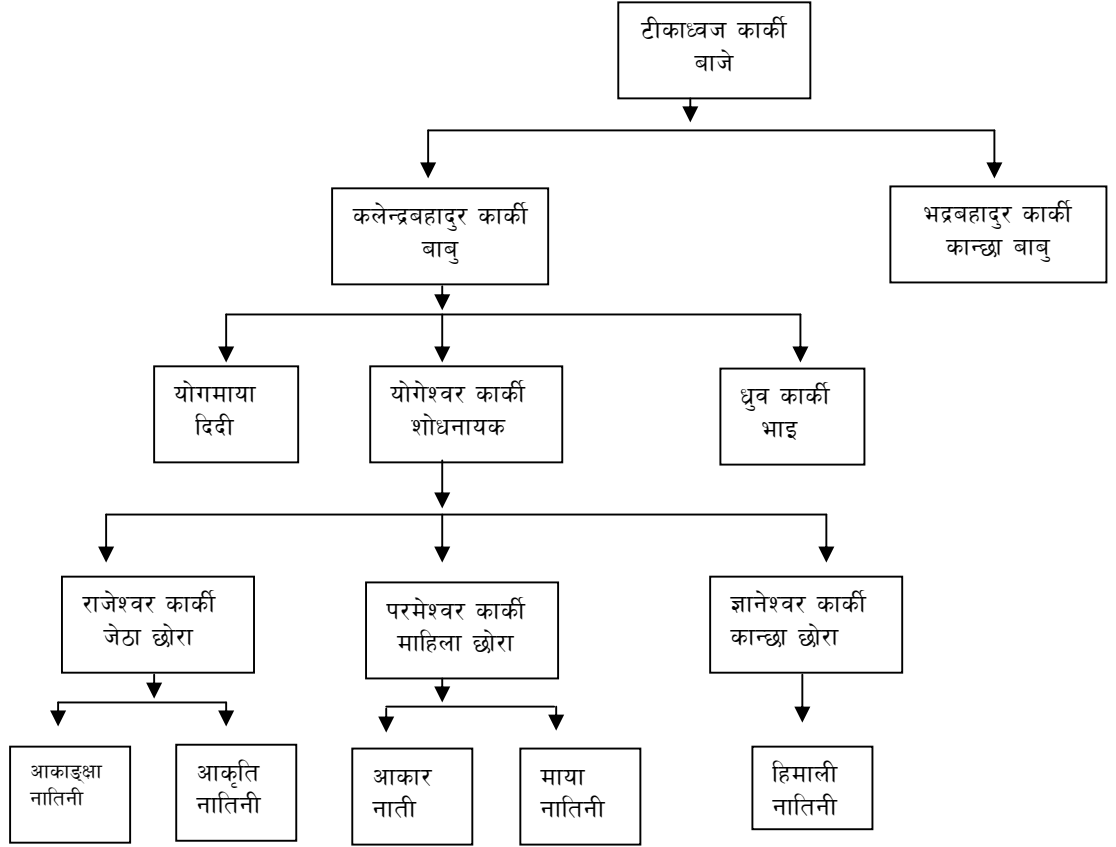 टीकाध्वज कार्की
बाजे
कलेन्द्रबहादुर कार्की
बाबु
भद्रबहादुर कार्की
कान्छा बाबु
योगमाया
दिदी
योगेश्वर कार्की
शोधनायक
ध्रुव कार्की
भाइ
राजेश्वर कार्की
जेठा छोरा
परमेश्वर कार्की
माहिला छोरा
ज्ञानेश्वर कार्की
कान्छा छोरा
आकाङ्क्षा
नातिनी
आकृति
नातिनी
आकार
नाती
माया
नातिनी
हिमाली
नातिनी